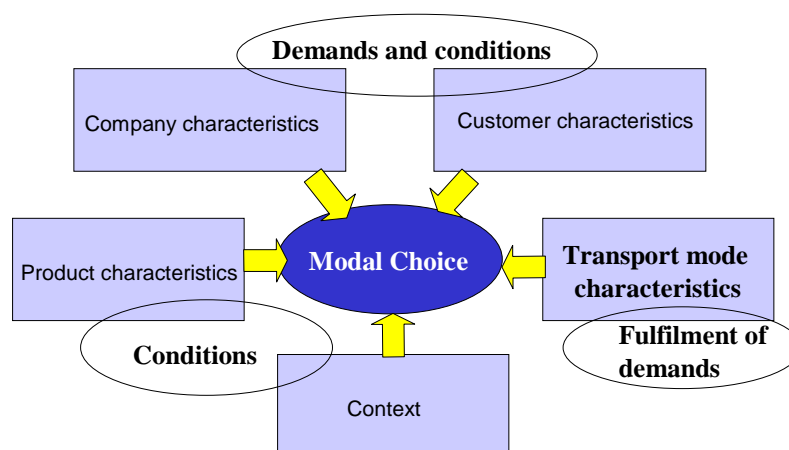 Demands and conditions
Company characteristics
Customer characteristics
Product characteristics
Modal Choice
Transport mode
characteristics
Conditions
Fulfilment of
demands
Context